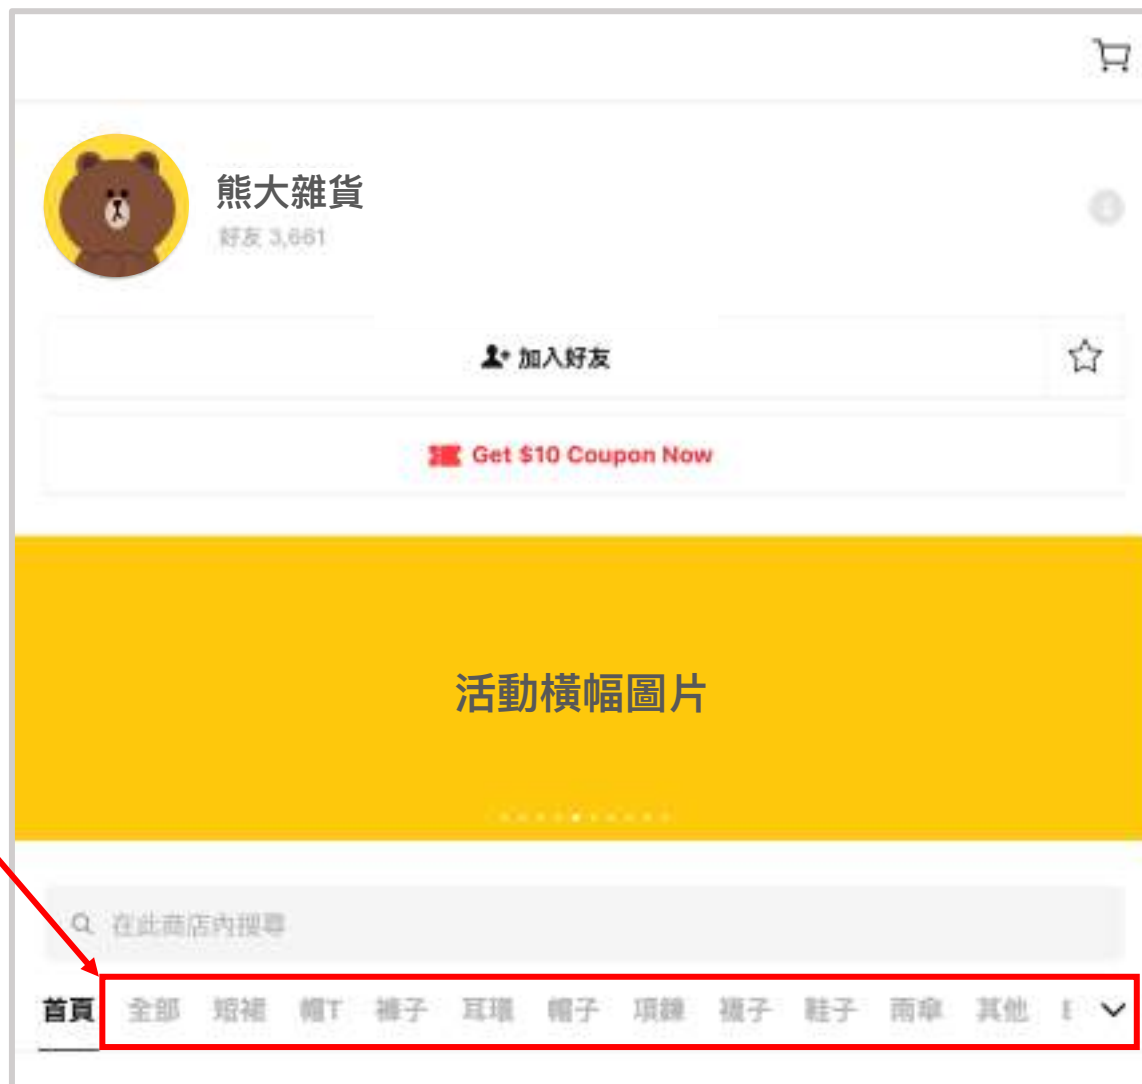 熊大雜貨
好友 3,661
加入好友
Get $10 Coupon Now
活動橫幅圖片
在此商店內搜尋
首頁 全部 短裙 帽T 褲子 耳環 帽子 項鍊 襪子 鞋子 雨傘 其他